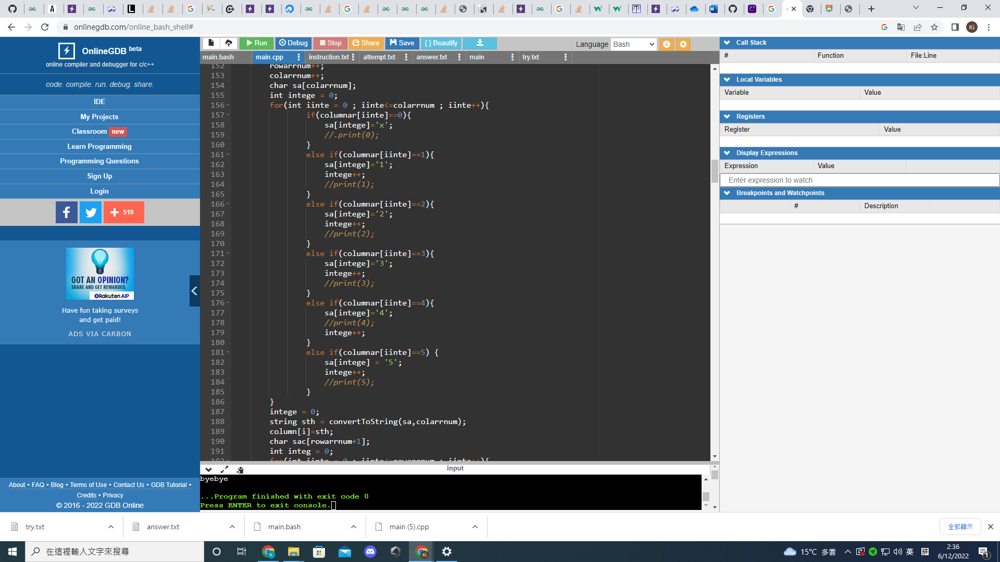 onlinegdb.com/online_bash_shell#
Ki
OnlineGDB beta
online compiler and debugger for c/c++
code. compile. run. debug. share.
IDE
My Projects
Classroom new
Learn Programming
Programming Questions
Sign Up
Login
519
GOT AN OPINION?
SHARE AND GET REWARDED.
Rakuten AIP
Have fun taking surveys
and get paid!
ADS VIA CARBON
About • FAQ • Blog • Terms of Use • Contact Us • GDB Tutorial •
Credits • Privacy
© 2016 - 2022 GDB Online
Run Debug Stop Share Save { } Beautify
Language Bash
main.bash main.cpp instruction.txt attempt.txt answer.txt main try.txt
152 rowarrnum++;
153 colarrnum++;
154 char sa[colarrnum];
155 int intege = 0;
156 for(int iinte = 0 ; iinte<=colarrnum ; iinte++){
157 if(columnar[iinte]==0){
158 sa[intege]='x';
159 //.print(0);
160 }
161 else if(columnar[iinte]==1){
162 sa[intege]='1';
163 intege++;
164 //print(1);
165 }
166 else if(columnar[iinte]==2){
167 sa[intege]='2';
168 intege++;
169 //print(2);
170 }
171 else if(columnar[iinte]==3){
172 sa[intege]='3';
173 intege++;
174 //print(3);
175 }
176 else if(columnar[iinte]==4){
177 sa[intege]='4';
178 //print(4);
179 intege++;
180 }
181 else if(columnar[iinte]==5) {
182 sa[intege] = '5';
183 intege++;
184 //print(5);
185 }
186 }
187 intege = 0;
188 string sth = convertToString(sa,colarrnum);
189 column[i]=sth;
190 char sac[rowarrnum+1];
191 int integ = 0;
192 for(int iinte = 0 ; iinte<=rowarrnum ; iinte++){
input
byebye
...Program finished with exit code 0
Press ENTER to exit console.
Call Stack
# Function File:Line
Local Variables
Variable Value
Registers
Register Value
Display Expressions
Expression Value
Enter expression to watch
Breakpoints and Watchpoints
# Description
try.txt answer.txt main.bash main (5).cpp 全部顯示
在這裡輸入文字來搜尋
15°C 多雲
英
拼
2:36
6/12/2022
1